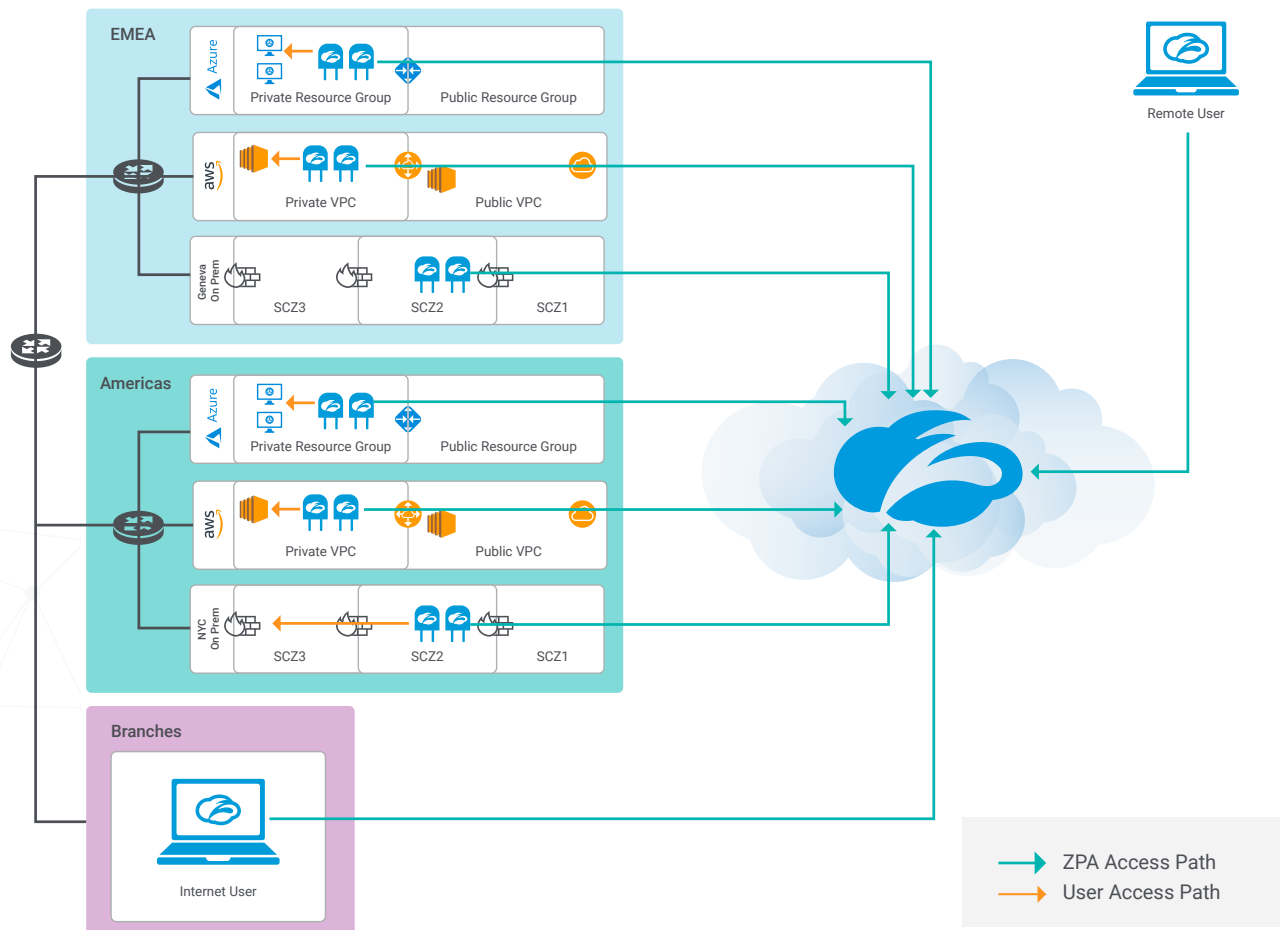 EMEA
Azure
Private Resource Group
Public Resource Group
aws
Private VPC
Public VPC
Geneva
On Prem
SCZ3
SCZ2
SCZ1
Americas
Azure
Private Resource Group
Public Resource Group
aws
Private VPC
Public VPC
NYC
On Prem
SCZ3
SCZ2
SCZ1
Branches
Internet User
Remote User
ZPA Access Path
User Access Path